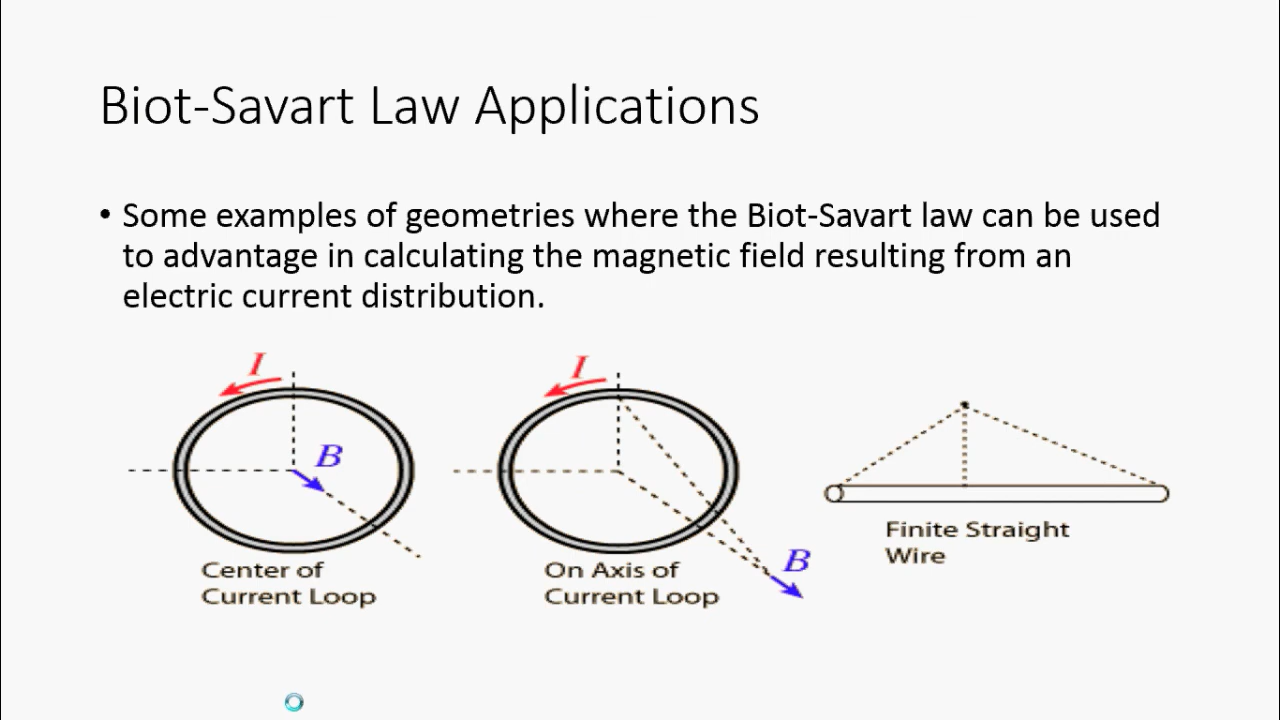 Biot-Savart Law Applications
• Some examples of geometries where the Biot-Savart law can be used
to advantage in calculating the magnetic field resulting from an
electric current distribution.
I
B
Center of
Current Loop
I
B
On Axis of
Current Loop
Finite Straight
Wire